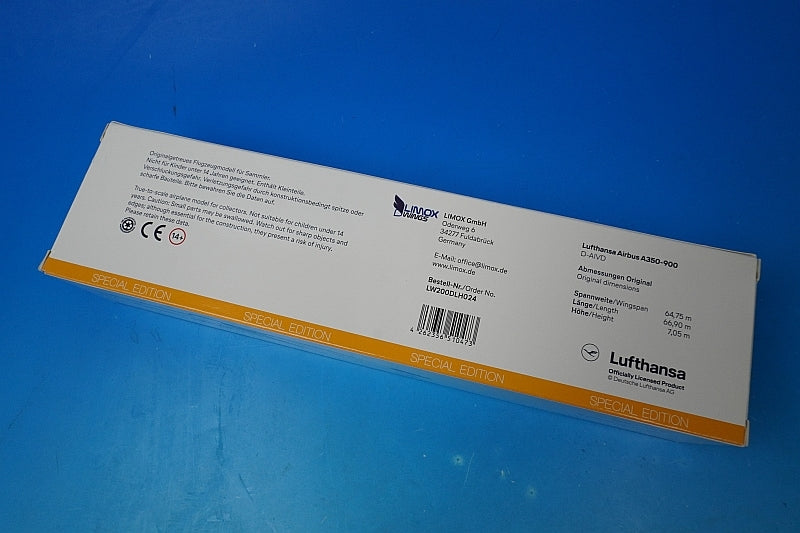 Originalgetreues Flugzeugmodell für Sammler.
Nicht für Kinder unter 14 Jahren geeignet. Enthält Kleinteile.
Verschluckungsgefahr, Verletzungsgefahr durch konstruktionsbedingt spitze oder
scharfe Bauteile. Bitte bewahren Sie die Daten auf.
True-to-scale airplane model for collectors. Not suitable for children under 14
years. Caution: Small parts may be swallowed. Watch out for sharp objects and
edges; although essential for the construction, they present a risk of injury.
Please retain these data.
CE 14+
LIMOX
WINGS
LIMOX GmbH
Oderweg 6
34277 Fuldabrück
Germany
E-Mail: office@limox.de
www.limox.de
Bestell-Nr./Order No.
LW200DLH024
4 262356 510473
Lufthansa Airbus A350-900
D-AIVD
Abmessungen Original
Original dimensions
Spannweite/Wingspan 64,75 m
Länge/Length 66,90 m
Höhe/Height 7,05 m
Lufthansa
Officially Licensed Product
© Deutsche Lufthansa AG
SPECIAL EDITION
SPECIAL EDITION
SPECIAL EDITION
SPECIAL EDITION